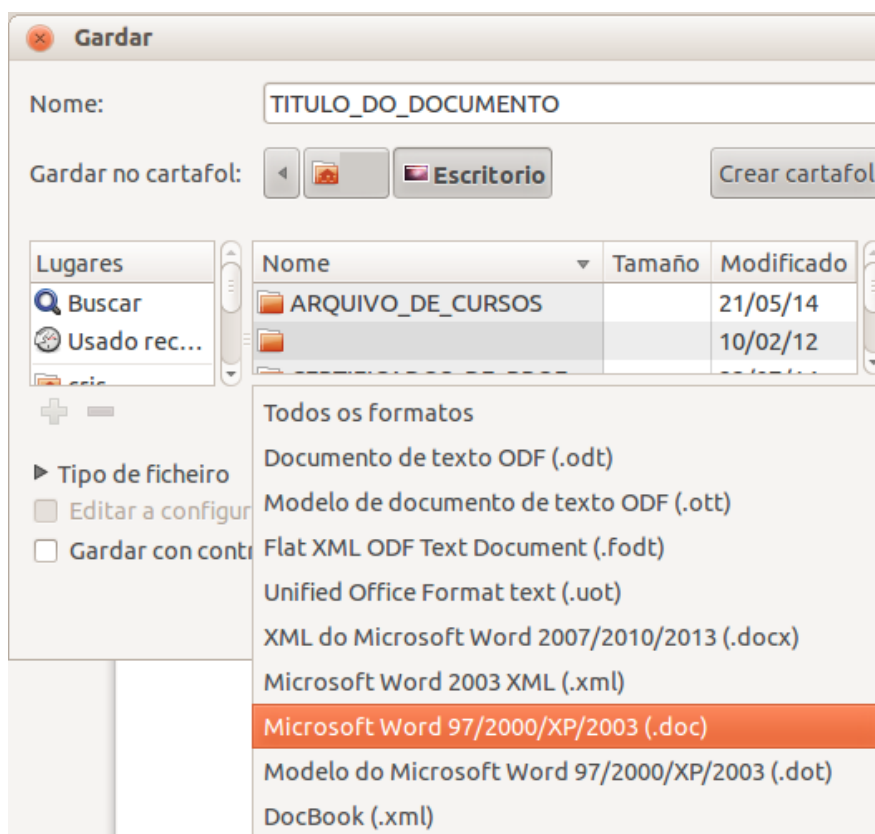 Gardar
Nome: TITULO_DO_DOCUMENTO
Gardar no cartafol: Escritorio Crear cartafol
Lugares Nome Tamaño Modificado
Buscar ARQUIVO_DE_CURSOS 21/05/14
Usado rec... 10/02/12
cris
Todos os formatos
Documento de texto ODF (.odt)
Tipo de ficheiro
Modelo de documento de texto ODF (.ott)
Editar a configur
Flat XML ODF Text Document (.fodt)
Gardar con contr
Unified Office Format text (.uot)
XML do Microsoft Word 2007/2010/2013 (.docx)
Microsoft Word 2003 XML (.xml)
Microsoft Word 97/2000/XP/2003 (.doc)
Modelo do Microsoft Word 97/2000/XP/2003 (.dot)
DocBook (.xml)